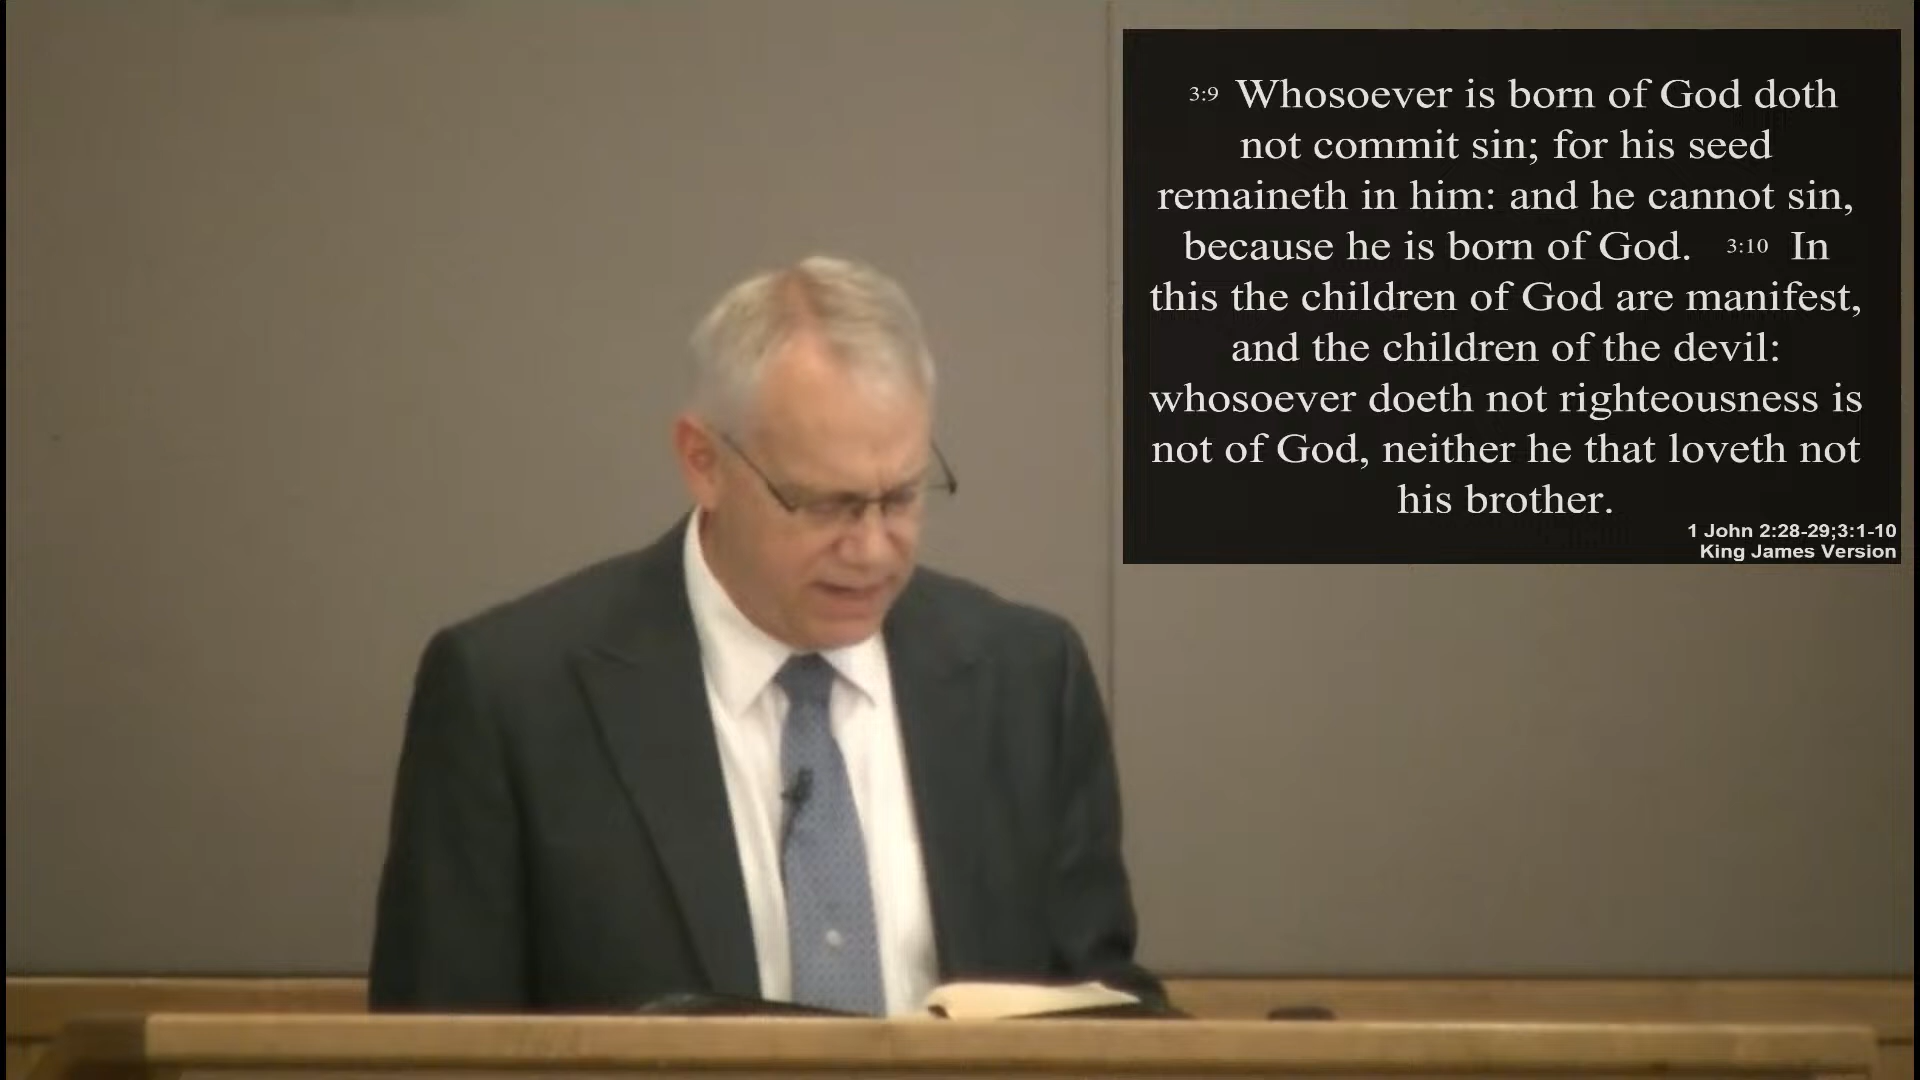 3:9 Whosoever is born of God doth
not commit sin; for his seed
remaineth in him: and he cannot sin,
because he is born of God. 3:10 In
this the children of God are manifest,
and the children of the devil:
whosoever doeth not righteousness is
not of God, neither he that loveth not
his brother.
1 John 2:28-29;3:1-10
King James Version